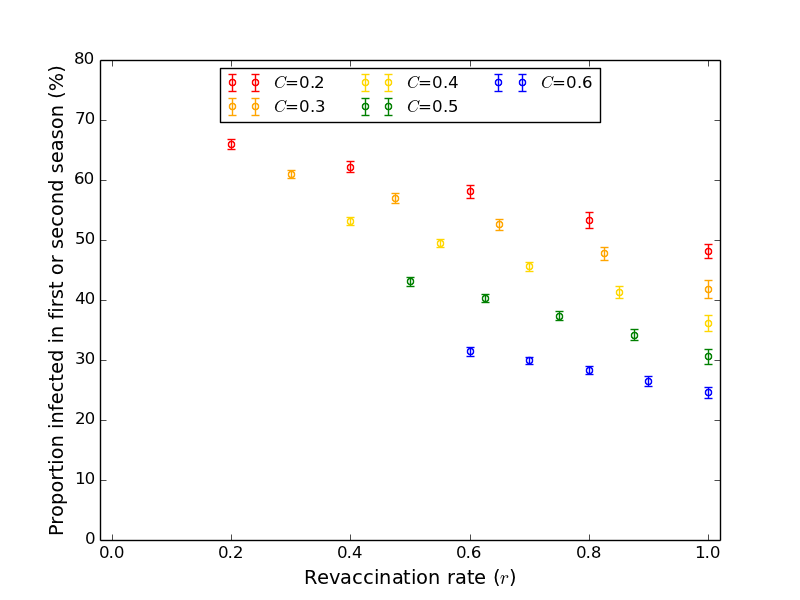 C=0.2 C=0.4 C=0.6
C=0.3 C=0.5
80
70
60
50
40
30
20
10
0
0.0 0.2 0.4 0.6 0.8 1.0
Proportion infected in first or second season (%)
Revaccination rate (r)